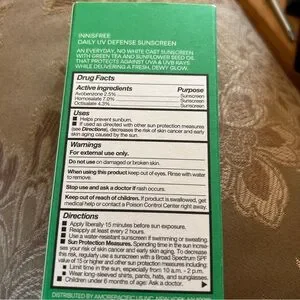 INNISFREE
DAILY UV DEFENSE SUNSCREEN
AN EVERYDAY, NO WHITE CAST SUNSCREEN
WITH GREEN TEA AND SUNFLOWER SEED OIL
THAT PROTECTS AGAINST UVA & UVB RAYS
WHILE DELIVERING A FRESH, DEWY GLOW.
Drug Facts
Active ingredients Purpose
Avobenzone 2.5% Sunscreen
Homosalate 7.0% Sunscreen
Octisalate 4.3% Sunscreen
Uses
■ Helps prevent sunburn.
■ If used as directed with other sun protection measures
(see Directions), decreases the risk of skin cancer and early
skin aging caused by the sun.
Warnings
For external use only.
Do not use on damaged or broken skin.
When using this product keep out of eyes. Rinse with water
to remove.
Stop use and ask a doctor if rash occurs.
Keep out of reach of children. If product is swallowed, get
medical help or contact a Poison Control Center right away.
Directions
■ Apply liberally 15 minutes before sun exposure.
■ Reapply at least every 2 hours.
■ Use a water-resistant sunscreen if swimming or sweating.
■ Sun Protection Measures. Spending time in the sun increas-
es your risk of skin cancer and early skin aging. To decrease
this risk, regularly use a sunscreen with a Broad Spectrum SPF
value of 15 or higher and other sun protection measures including:
■ Limit time in the sun, especially from 10 a.m. - 2 p.m.
■ Wear long-sleeved shirts, pants, hats, and sunglasses.
■ Children under 6 months of age: Ask a doctor.
DISTRIBUTED BY AMOREPACIFIC US, INC. NEW YORK, NY